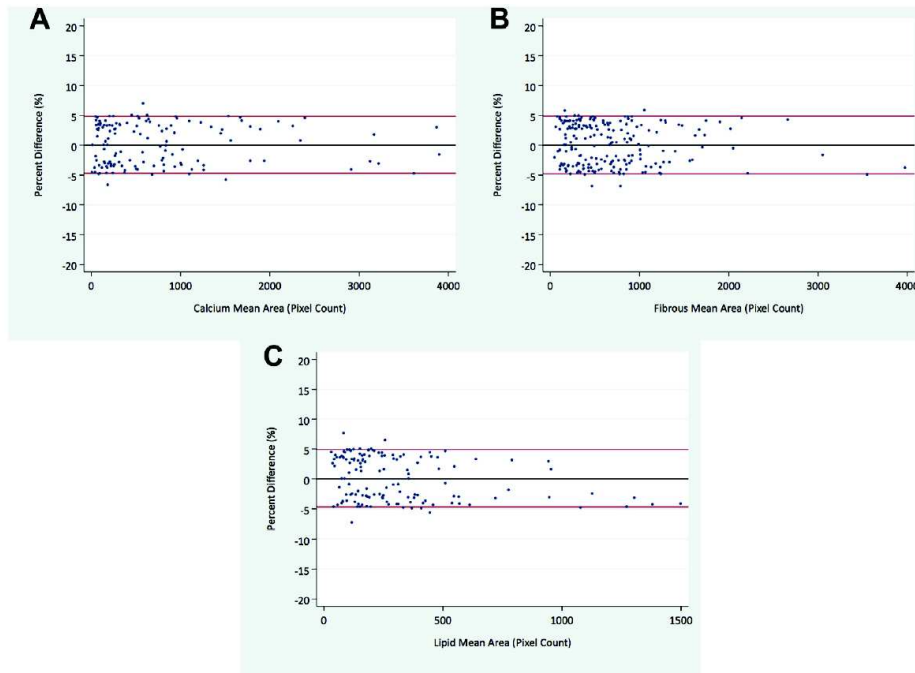 A
Percent Difference (%)
20
15
10
5
0
-5
-10
-15
-20
0 1000 2000 3000 4000
Calcium Mean Area (Pixel Count)
B
Percent Difference (%)
20
15
10
5
0
-5
-10
-15
-20
0 1000 2000 3000 4000
Fibrous Mean Area (Pixel Count)
C
Percent Difference (%)
20
15
10
5
0
-5
-10
-15
-20
0 500 1000 1500
Lipid Mean Area (Pixel Count)